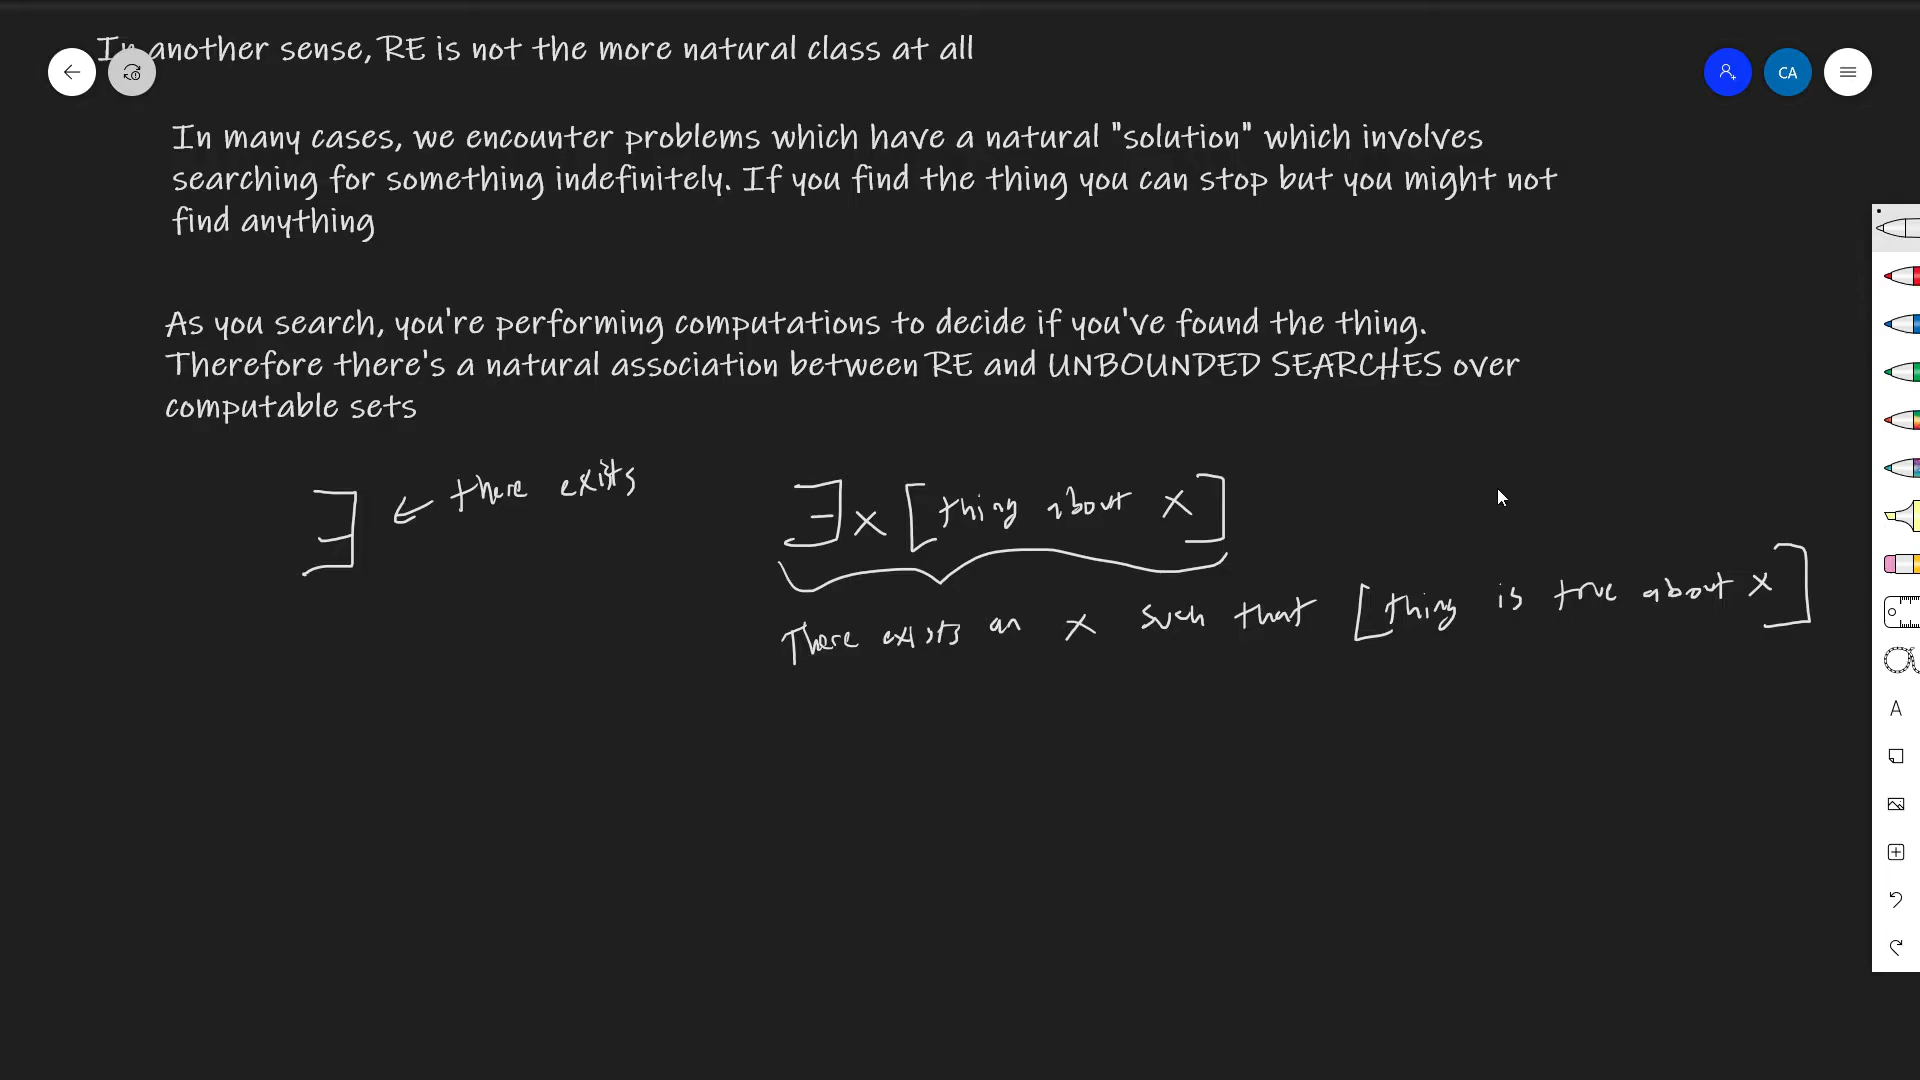 In another sense, RE is not the more natural class at all
CA
In many cases, we encounter problems which have a natural "solution" which involves
searching for something indefinitely. If you find the thing you can stop but you might not
find anything
As you search, you're performing computations to decide if you've found the thing.
Therefore there's a natural association between RE and UNBOUNDED SEARCHES over
computable sets
∃ ← there exists
∃x [thing about x]
There exists an x such that [thing is true about x]
A